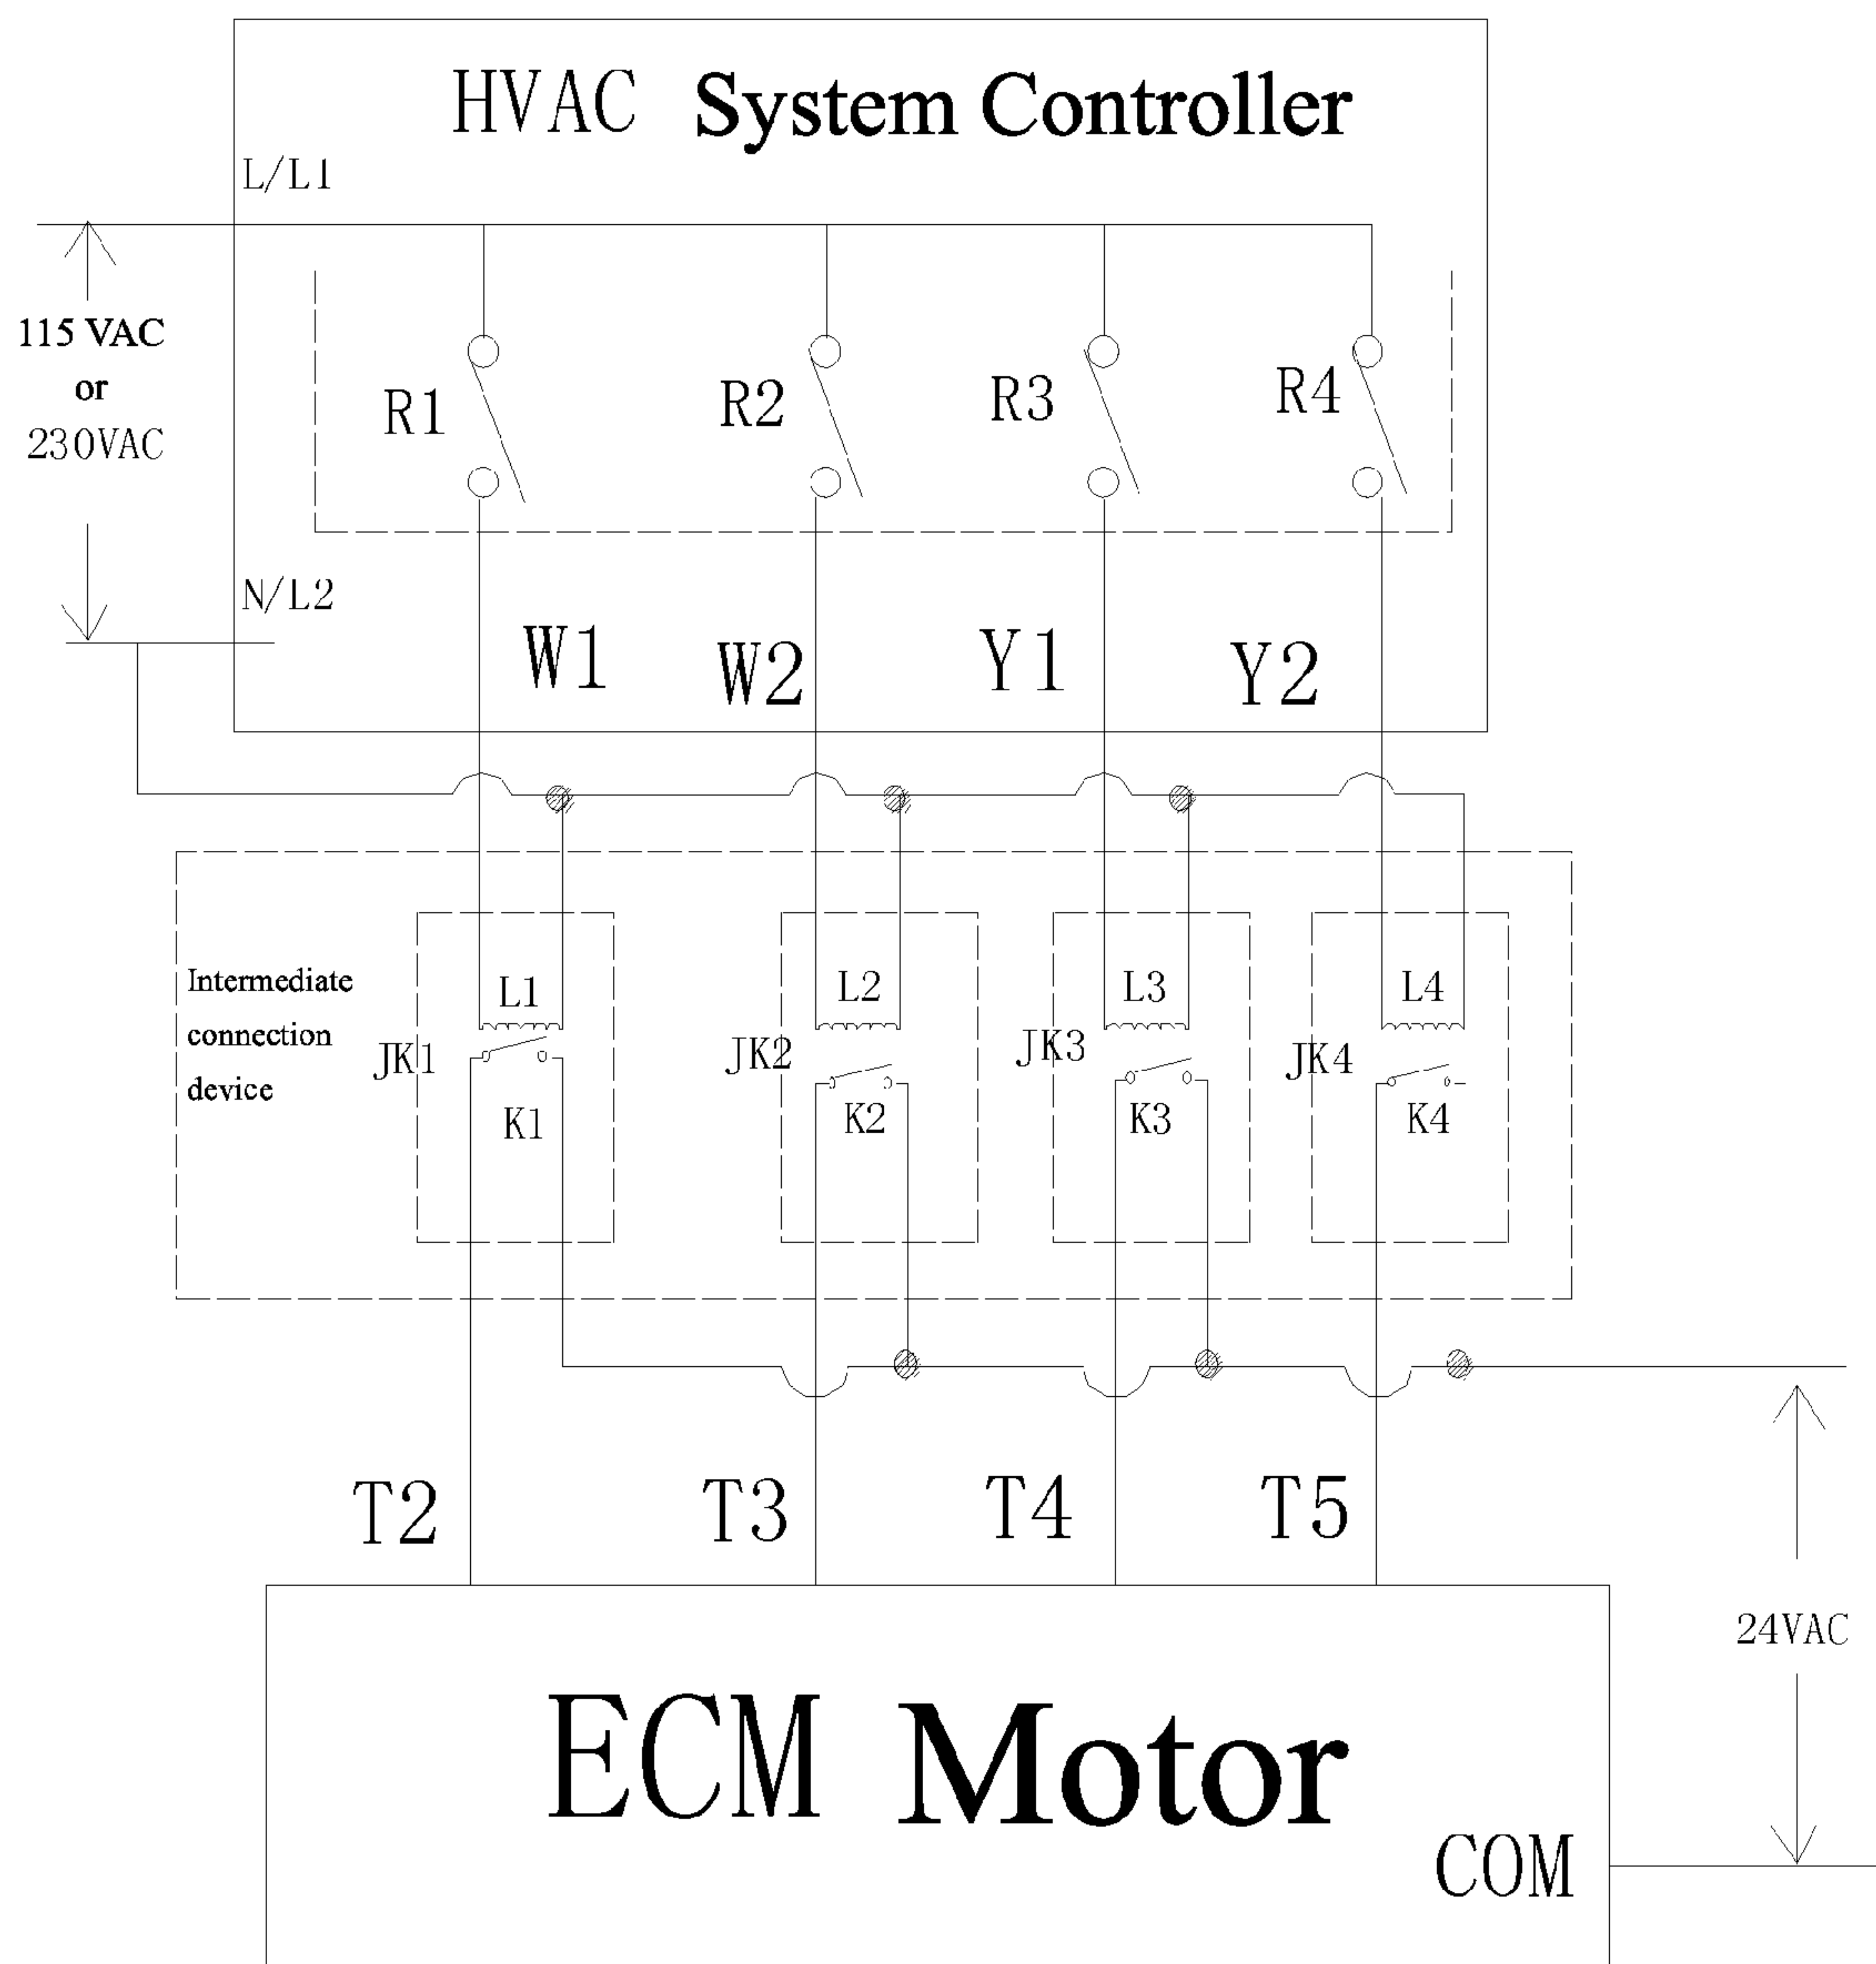 HVAC System Controller
L/L1
115 VAC
or
230VAC
R1 R2 R3 R4
N/L2
W1 W2 Y1 Y2
Intermediate
connection
device
L1 L2 L3 L4
JK1 JK2 JK3 JK4
K1 K2 K3 K4
T2 T3 T4 T5
24VAC
ECM Motor
COM